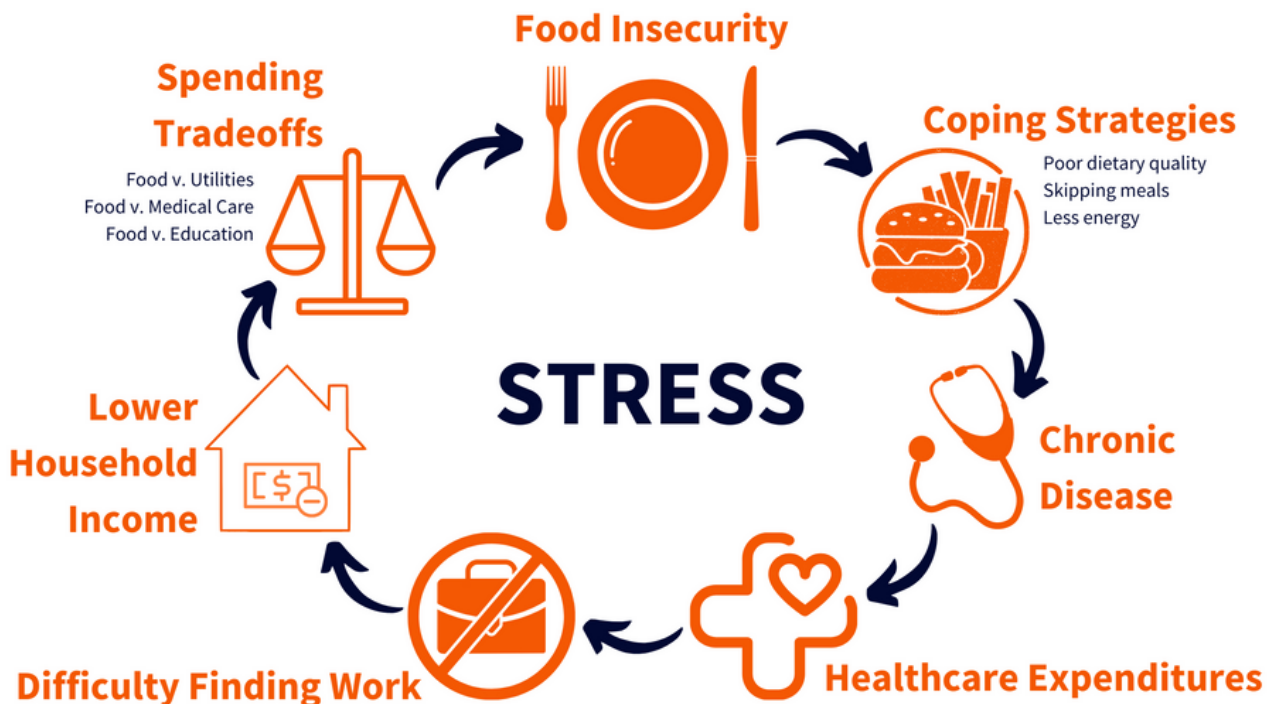 Food Insecurity
Coping Strategies
Poor dietary quality
Skipping meals
Less energy
Chronic
Disease
Healthcare Expenditures
Difficulty Finding Work
Lower
Household
Income
$
Spending
Tradeoffs
Food v. Utilities
Food v. Medical Care
Food v. Education
STRESS